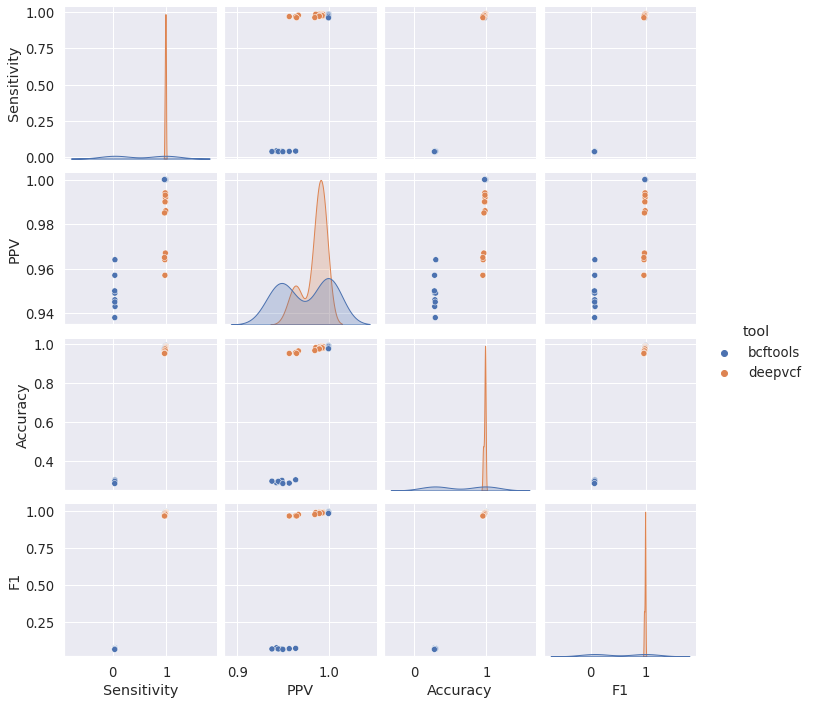 1.00
0.75
0.50
0.25
0.00
Sensitivity
1.00
0.98
0.96
0.94
PPV
tool
bcftools
deepvcf
1.0
0.8
0.6
0.4
Accuracy
1.00
0.75
0.50
0.25
F1
0 1 0.9 1.0 0 1 0 1
Sensitivity PPV Accuracy F1